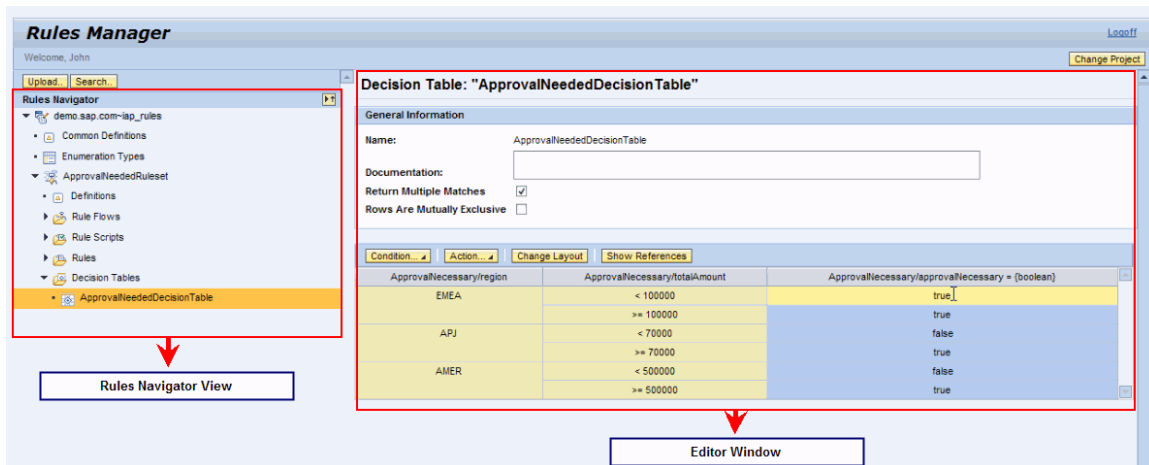 Rules Manager
Logoff
Welcome, John
Change Project
Upload.. Search..
Rules Navigator
demo.sap.com~iap_rules
Common Definitions
Enumeration Types
ApprovalNeededRuleset
Definitions
Rule Flows
Rule Scripts
Rules
Decision Tables
ApprovalNeededDecisionTable
Rules Navigator View
Decision Table: "ApprovalNeededDecisionTable"
General Information
Name: ApprovalNeededDecisionTable
Documentation:
Return Multiple Matches
Rows Are Mutually Exclusive
Condition... Action... Change Layout Show References
ApprovalNecessary/region ApprovalNecessary/totalAmount ApprovalNecessary/approvalNecessary = {boolean}
EMEA < 100000 true
>= 100000 true
APJ < 70000 false
>= 70000 true
AMER < 500000 false
>= 500000 true
Editor Window